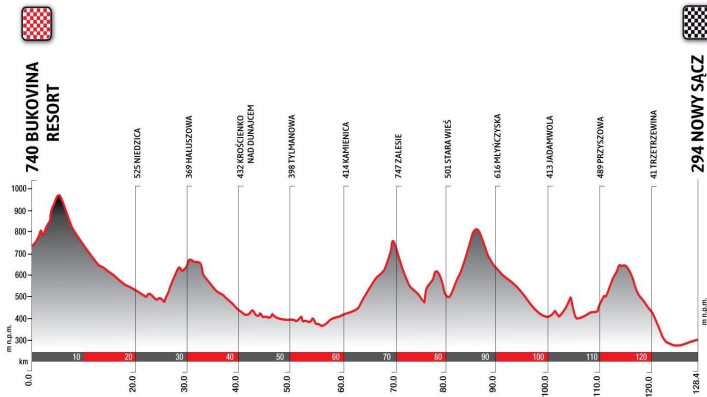 740 BUKOVINA
RESORT
525 NIEDZICA
369 HAŁUSZOWA
432 KROŚCIENKO
NAD DUNAJCEM
398 TYLMANOWA
414 KAMIENICA
747 ZALESIE
501 STARA WIEŚ
616 MŁYŃCZYSKA
413 JADAMWOLA
489 PRZYSZOWA
41 TRZETRZEWINA
294 NOWY SĄCZ
1000
900
800
700
600
500
400
300
m n.p.m.
m n.p.m.
km
10 20 30 40 50 60 70 80 90 100 110 120
0.0 20.0 30.0 40.0 50.0 60.0 70.0 80.0 90.0 100.0 110.0 120.0 128.4